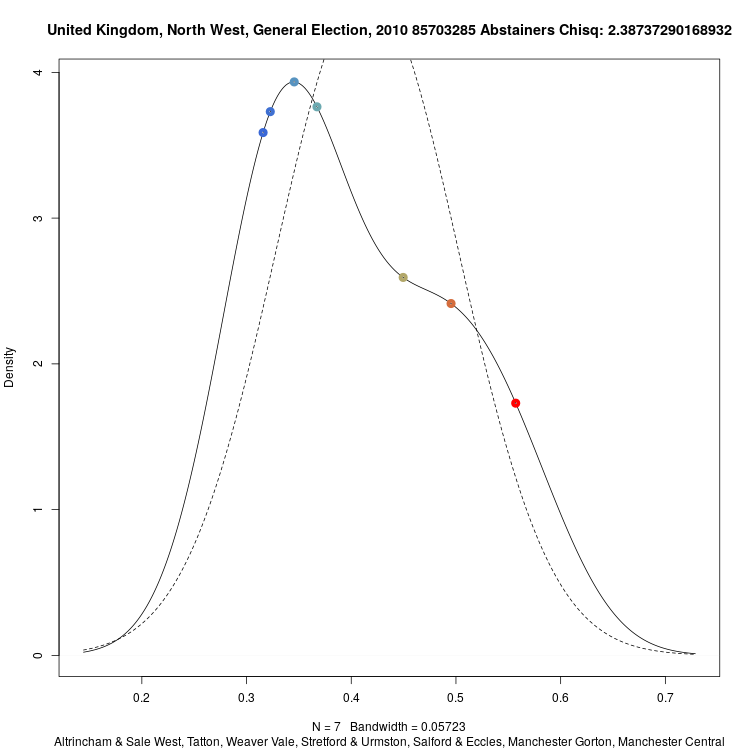 United Kingdom, North West, General Election, 2010 85703285 Abstainers Chisq: 2.38737290168932
4
3
2
1
0
Density
0.2 0.3 0.4 0.5 0.6 0.7
N = 7 Bandwidth = 0.05723
Altrincham & Sale West, Tatton, Weaver Vale, Stretford & Urmston, Salford & Eccles, Manchester Gorton, Manchester Central